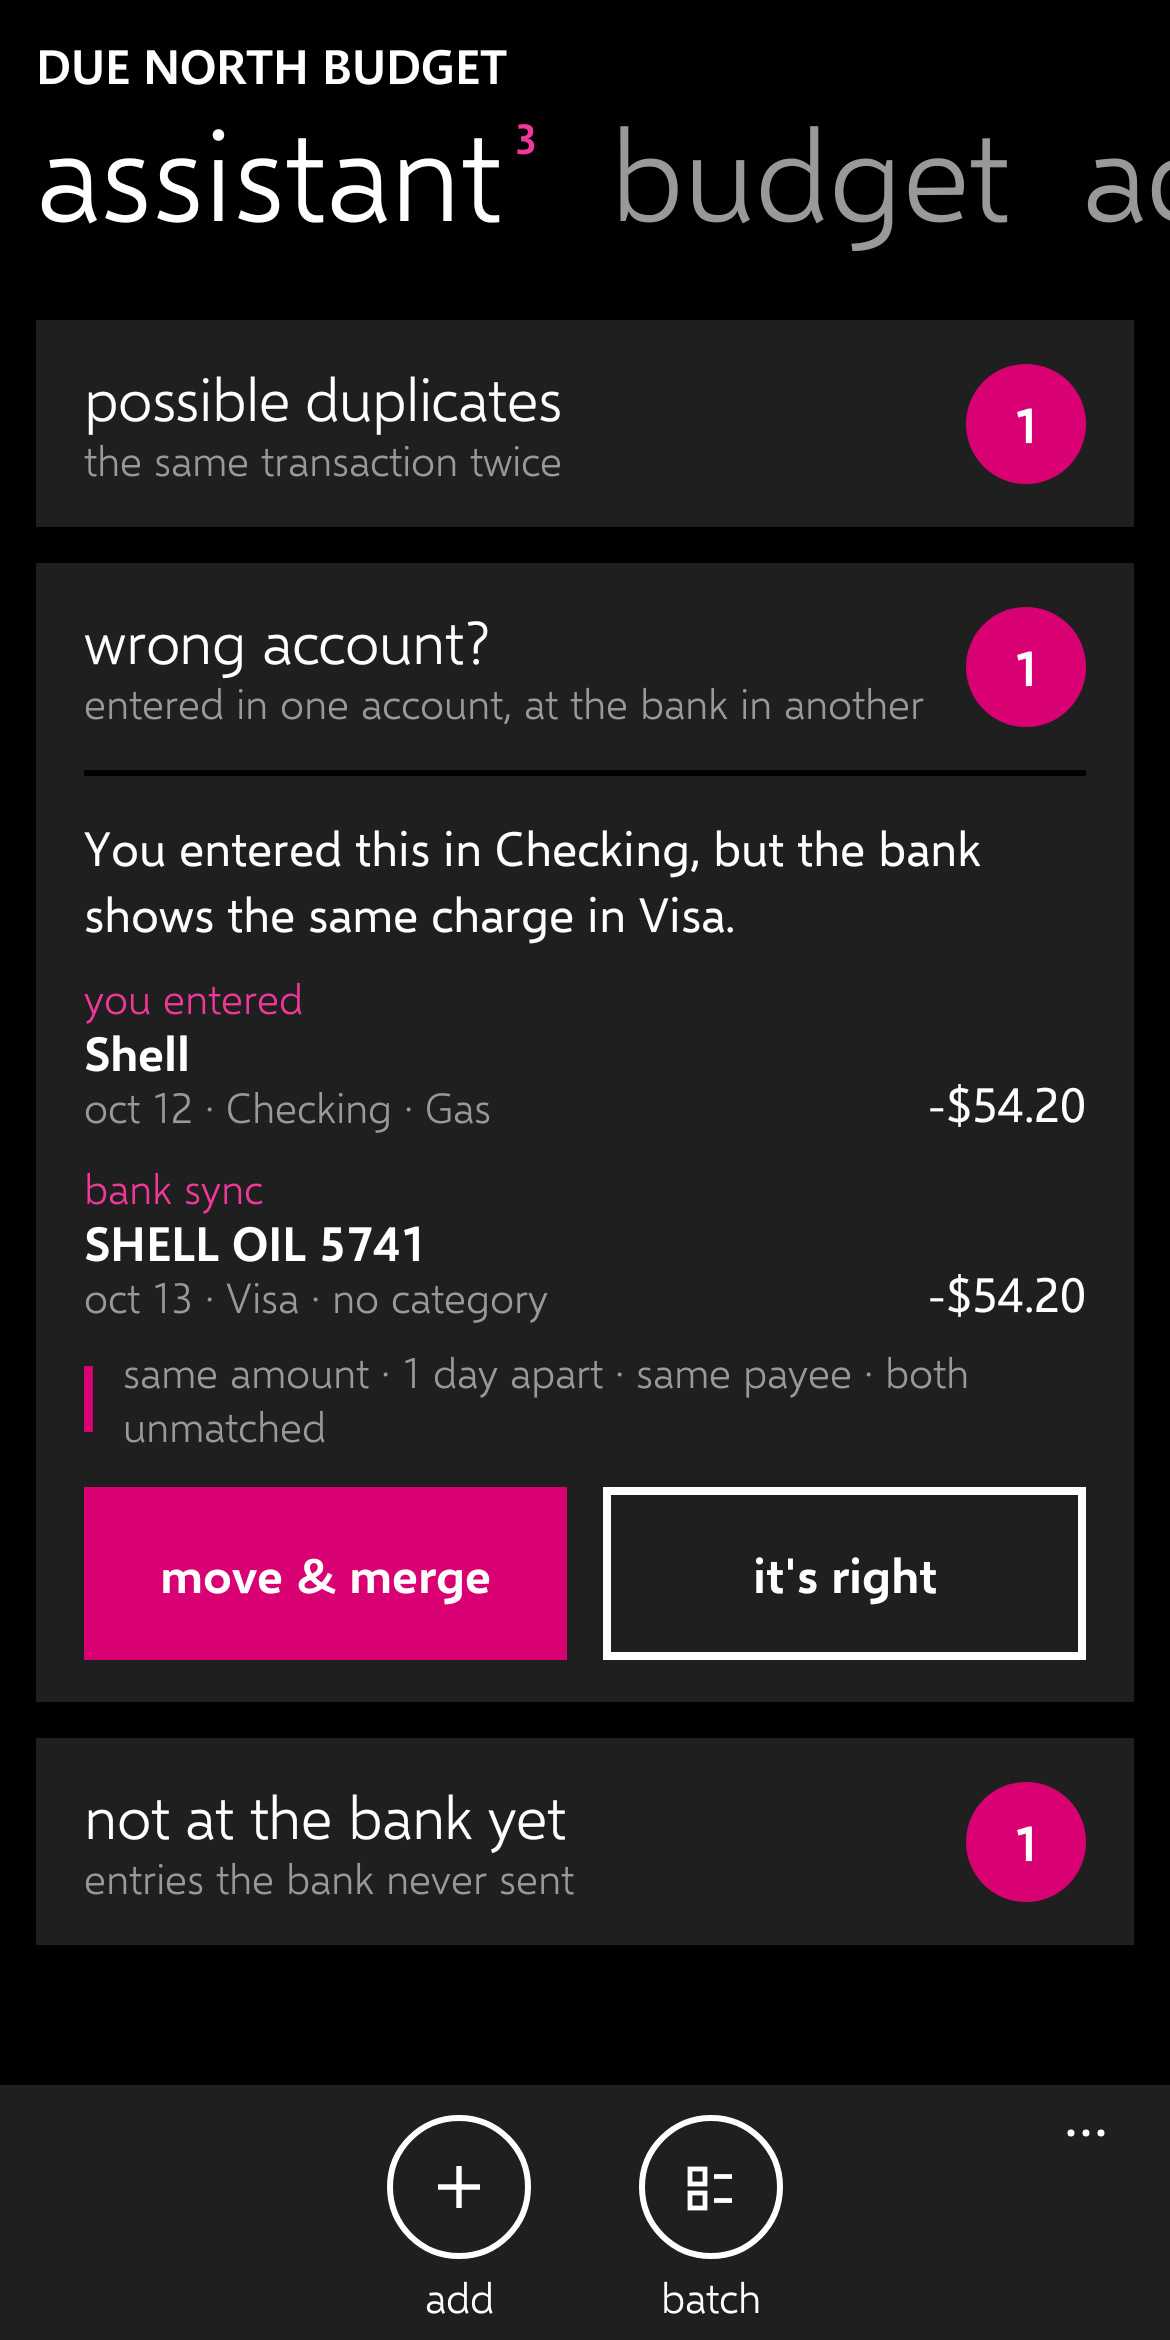 DUE NORTH BUDGET
assistant 3 budget ac
possible duplicates
the same transaction twice
1
wrong account?
entered in one account, at the bank in another
1
You entered this in Checking, but the bank
shows the same charge in Visa.
you entered
Shell
oct 12 · Checking · Gas
-$54.20
bank sync
SHELL OIL 5741
oct 13 · Visa · no category
-$54.20
same amount · 1 day apart · same payee · both
unmatched
move & merge
it's right
not at the bank yet
entries the bank never sent
1
...
add
batch